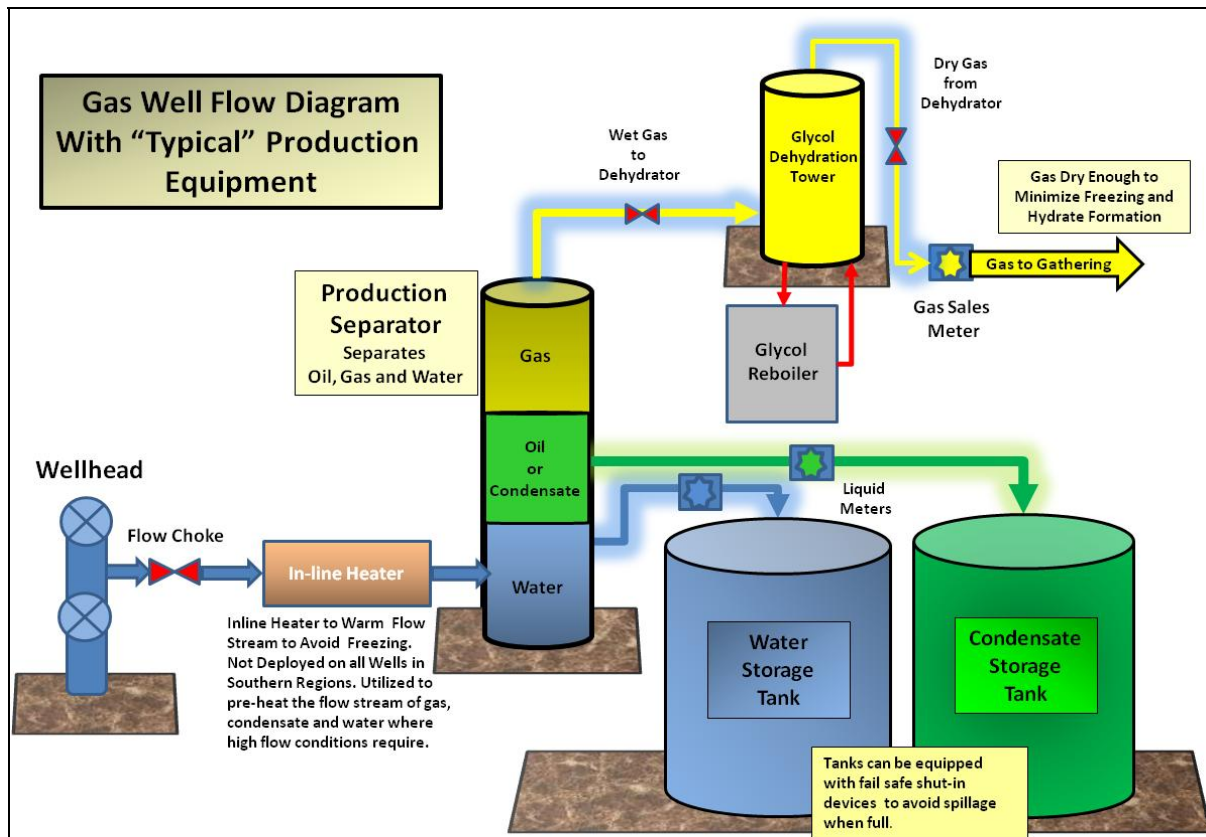 Gas Well Flow Diagram
With “Typical” Production
Equipment
Wet Gas
to
Dehydrator
Glycol
Dehydration
Tower
Dry Gas
from
Dehydrator
Gas Dry Enough to
Minimize Freezing and
Hydrate Formation
Gas to Gathering
Gas Sales
Meter
Glycol
Reboiler
Production
Separator
Separates
Oil, Gas and Water
Gas
Oil
or
Condensate
Water
Liquid
Meters
Wellhead
Flow Choke
In-line Heater
Inline Heater to Warm Flow
Stream to Avoid Freezing.
Not Deployed on all Wells in
Southern Regions. Utilized to
pre-heat the flow stream of gas,
condensate and water where
high flow conditions require.
Water
Storage
Tank
Condensate
Storage
Tank
Tanks can be equipped
with fail safe shut-in
devices to avoid spillage
when full.